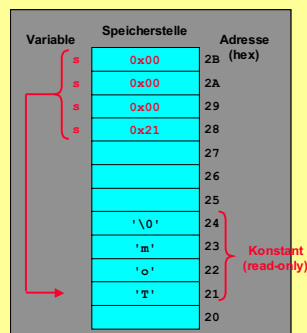 Variable Speicherstelle Adresse (hex)
s 0x00 2B
s 0x00 2A
s 0x00 29
s 0x21 28
27
26
25
'\0' 24
'm' 23
'o' 22
'T' 21
20
Konstant
(read-only)